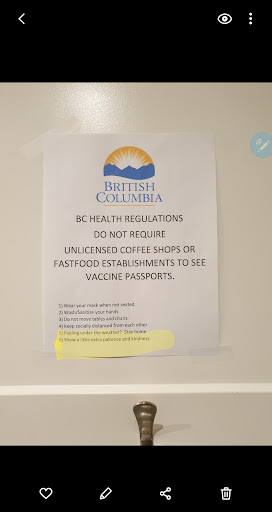 BRITISH
COLUMBIA
BC HEALTH REGULATIONS
DO NOT REQUIRE
UNLICENSED COFFEE SHOPS OR
FASTFOOD ESTABLISHMENTS TO SEE
VACCINE PASSPORTS.
1) Wear your mask when not seated.
2) Wash/Sanitize your hands
3) Do not move tables and chairs.
4) Keep socially distanced from each other
5) Feeling under the weather? Stay home
6) Show a little extra patience and kindness.